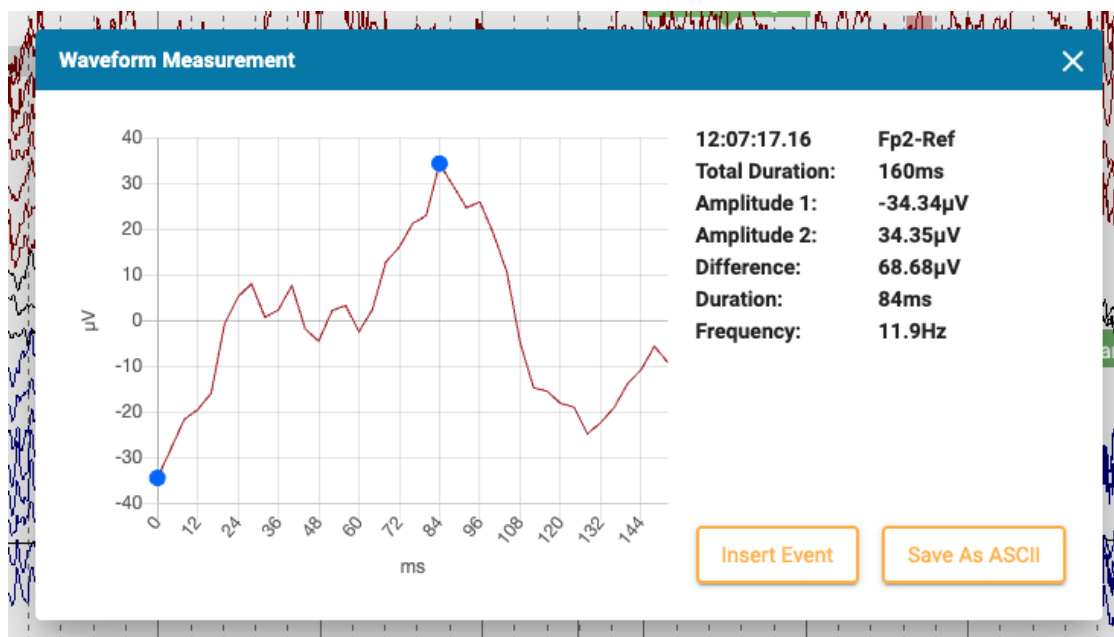 Waveform Measurement
40
30
20
10
0
-10
-20
-30
-40
µV
0 12 24 36 48 60 72 84 96 108 120 132 144
ms
12:07:17.16 Fp2-Ref
Total Duration: 160ms
Amplitude 1: -34.34µV
Amplitude 2: 34.35µV
Difference: 68.68µV
Duration: 84ms
Frequency: 11.9Hz
Insert Event Save As ASCII